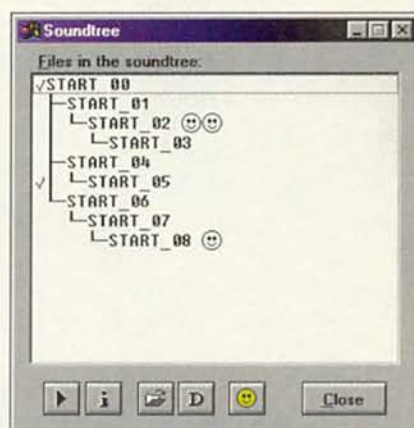 Soundtree
Files in the soundtree:
START_00
START_01
START_02
START_03
START_04
START_05
START_06
START_07
START_08
i
D
Close